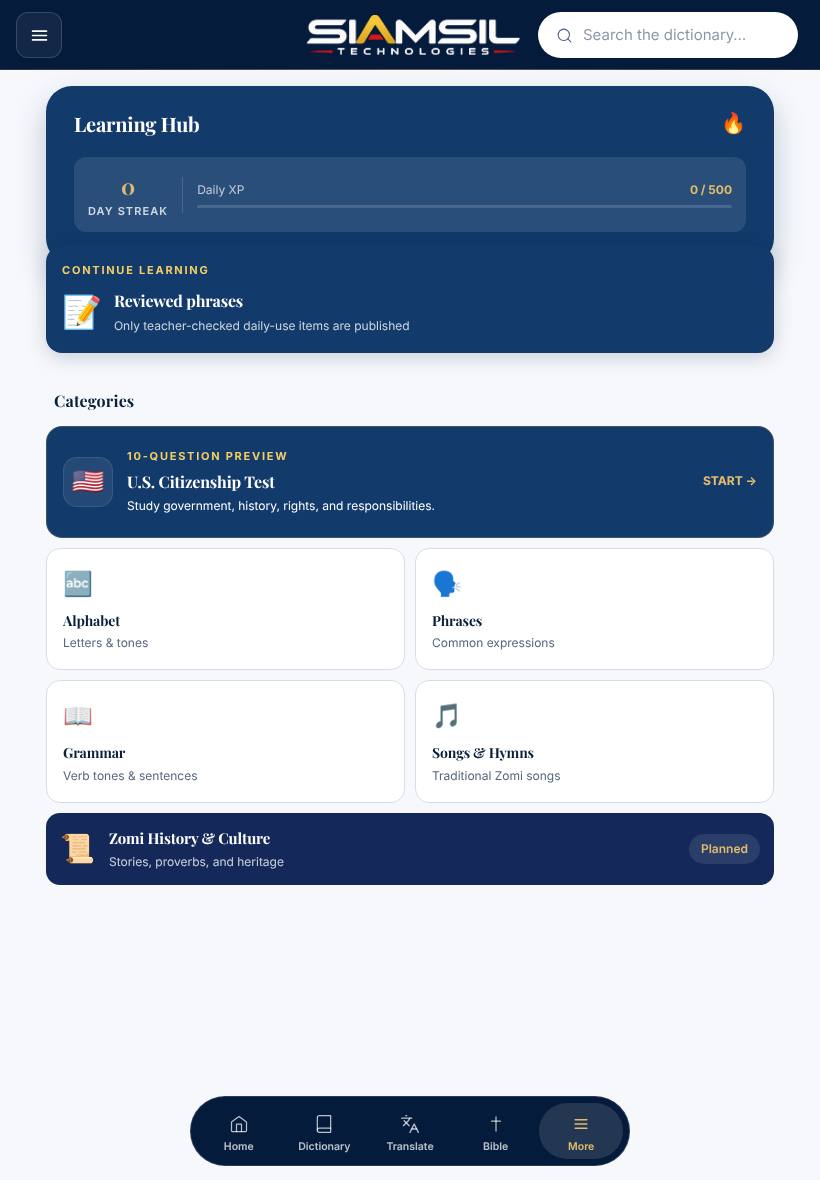 SIAMSIL
TECHNOLOGIES
Search the dictionary...
Learning Hub
0
DAY STREAK
Daily XP
0 / 500
CONTINUE LEARNING
Reviewed phrases
Only teacher-checked daily-use items are published
Categories
10-QUESTION PREVIEW
U.S. Citizenship Test
Study government, history, rights, and responsibilities.
START →
abc
Alphabet
Letters & tones
Phrases
Common expressions
Grammar
Verb tones & sentences
Songs & Hymns
Traditional Zomi songs
Zomi History & Culture
Stories, proverbs, and heritage
Planned
Home
Dictionary
Translate
Bible
More